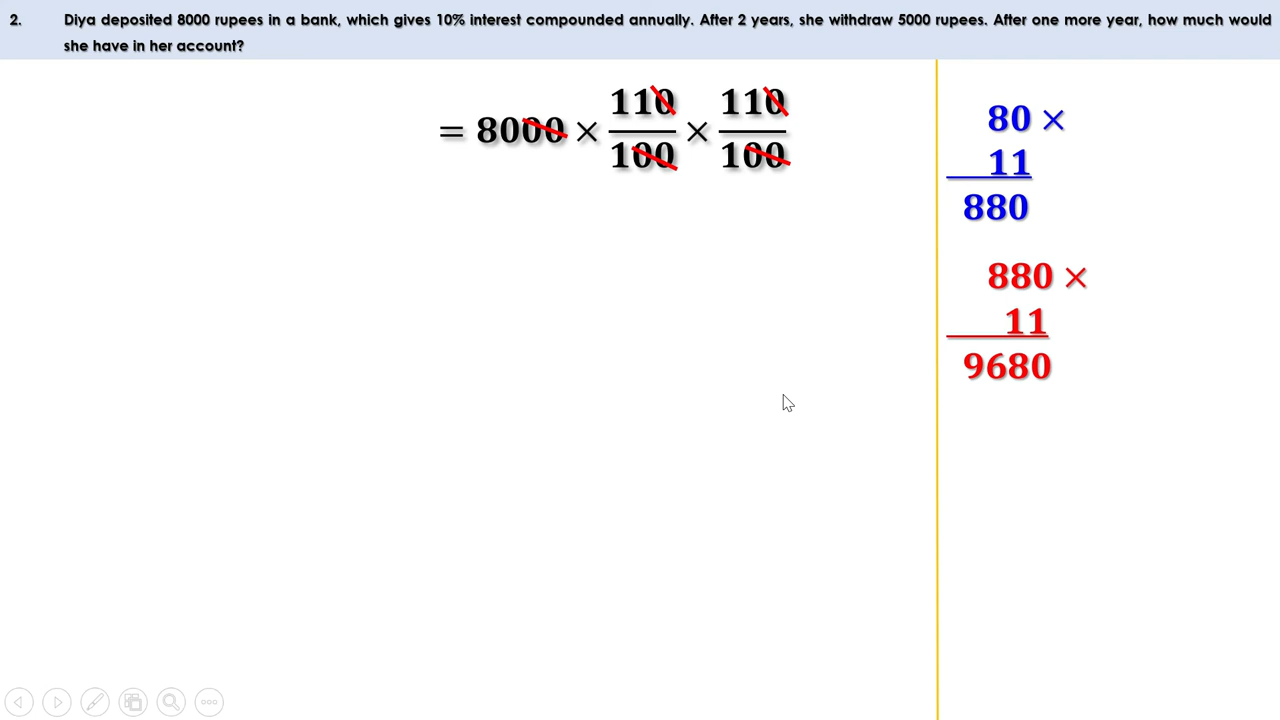 2. Diya deposited 8000 rupees in a bank, which gives 10% interest compounded annually. After 2 years, she withdraw 5000 rupees. After one more year, how much would
she have in her account?
= 8000 × 110/100 × 110/100
80 ×
11
880
880 ×
11
9680